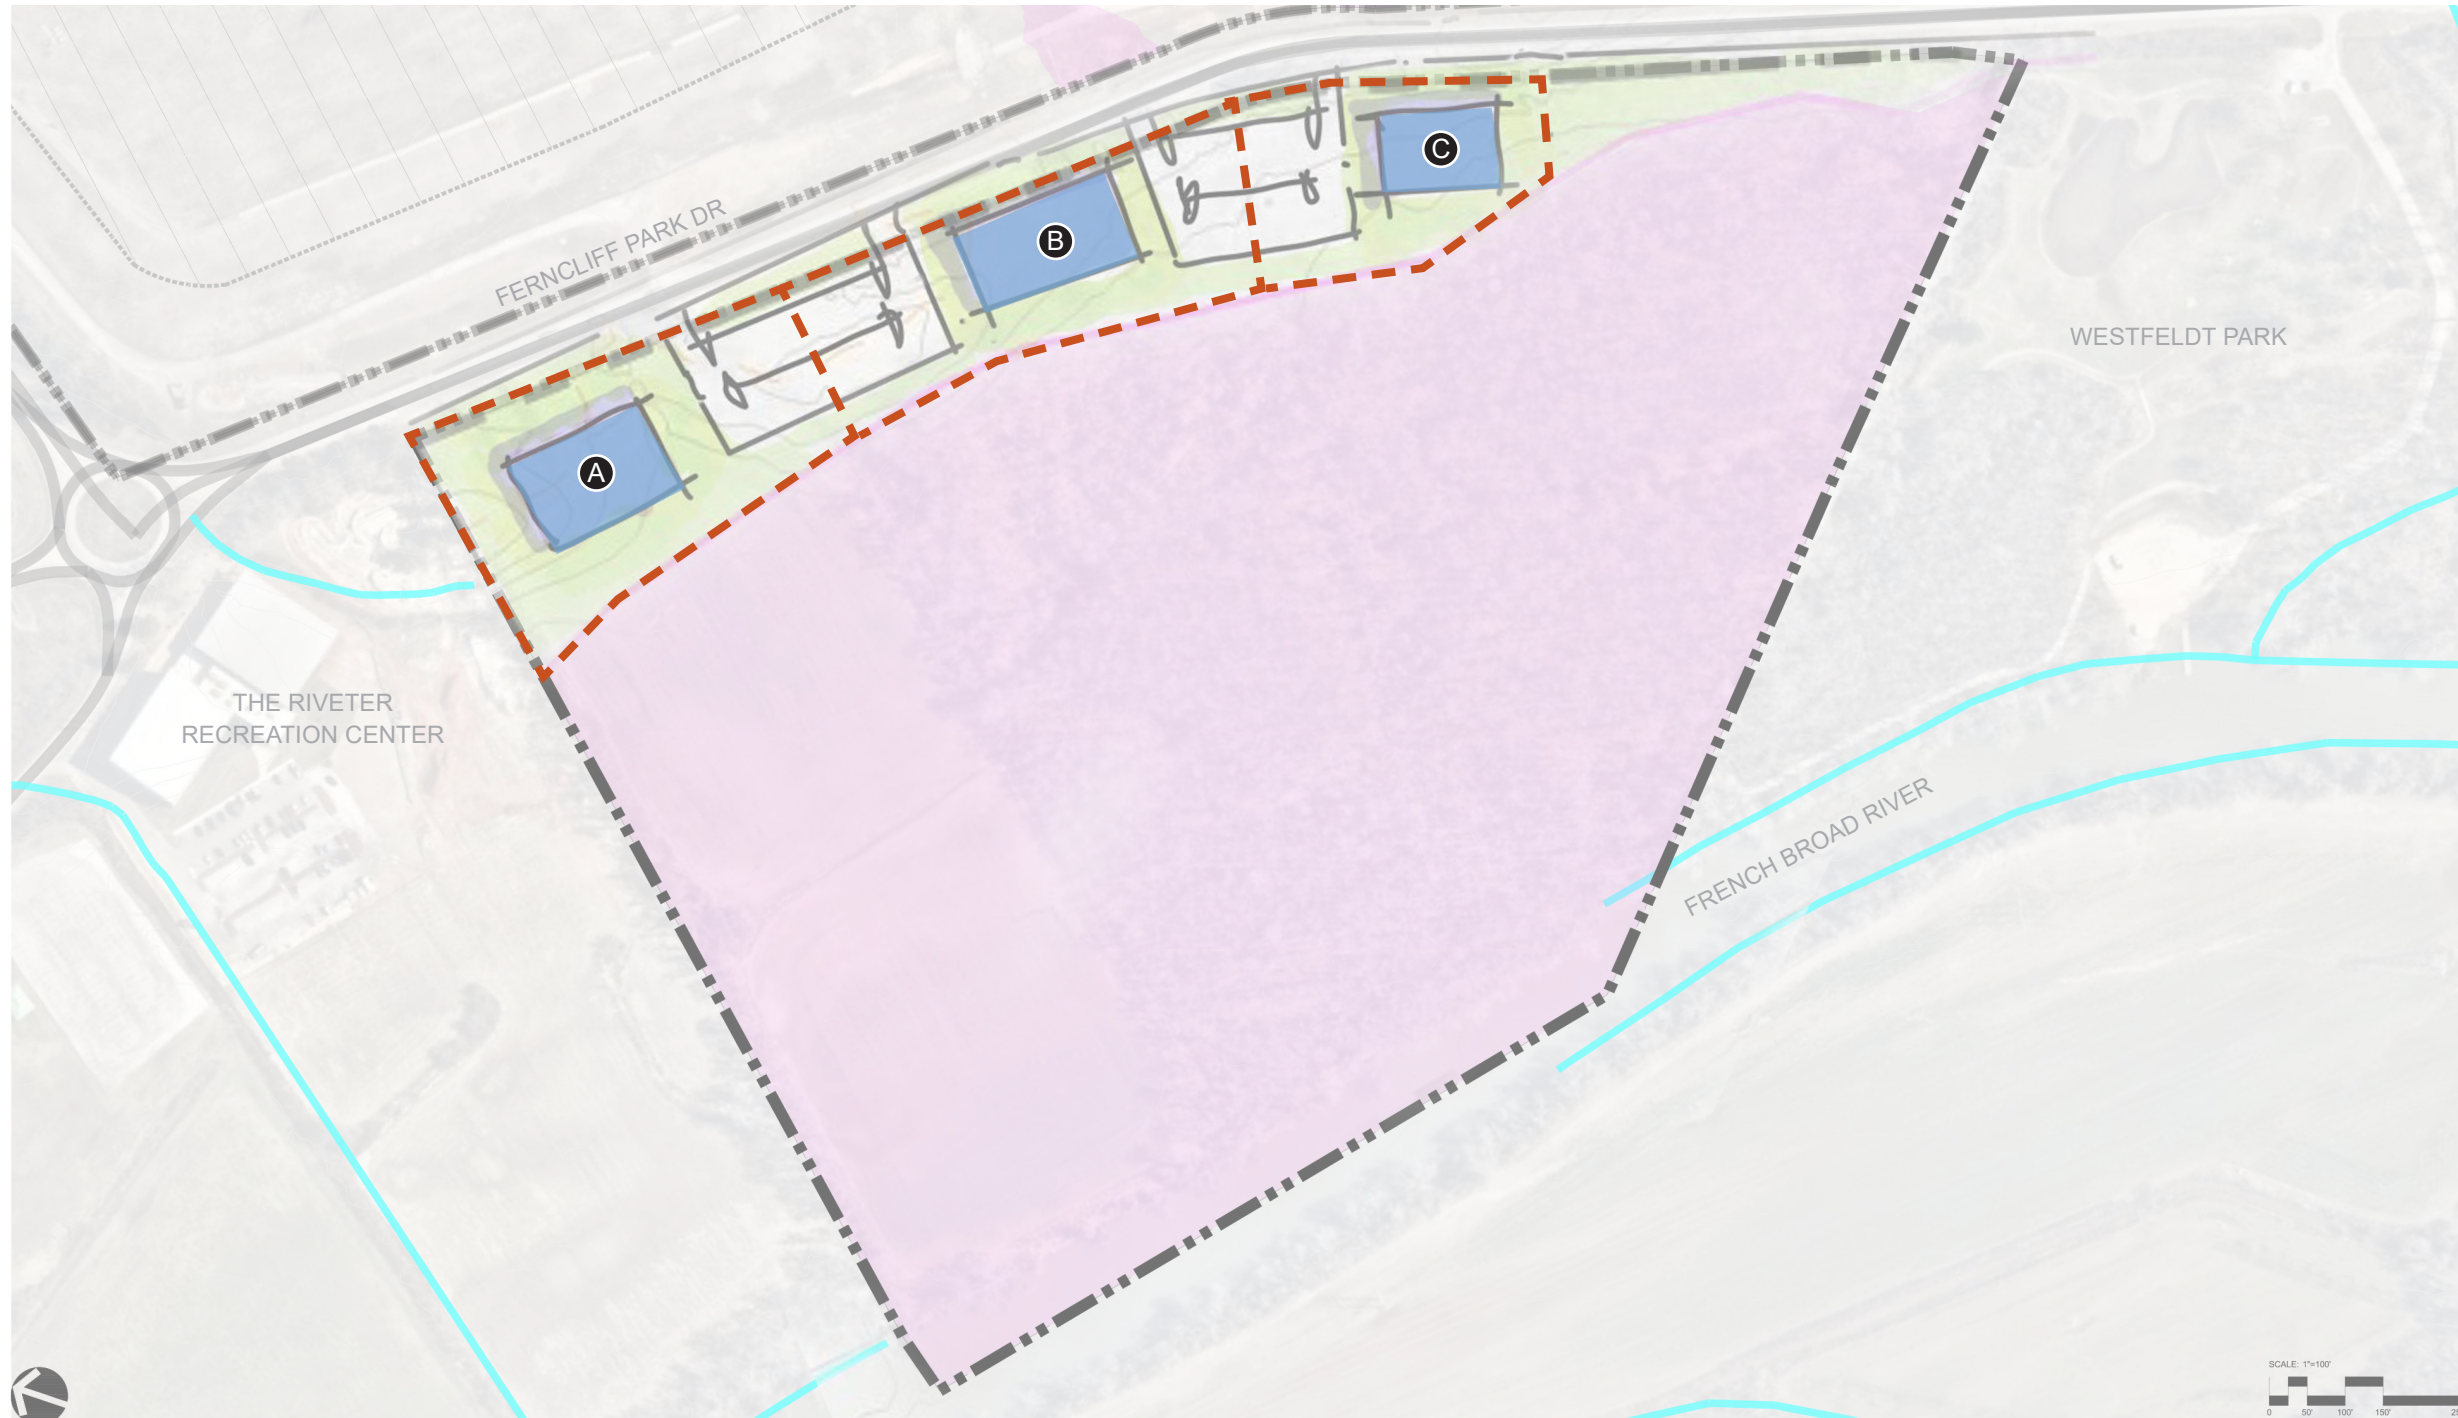 FERNCLIFF PARK DR
C
B
A
WESTFELDT PARK
THE RIVETER
RECREATION CENTER
FRENCH BROAD RIVER
SCALE: 1"=100'
0 50' 100' 150'